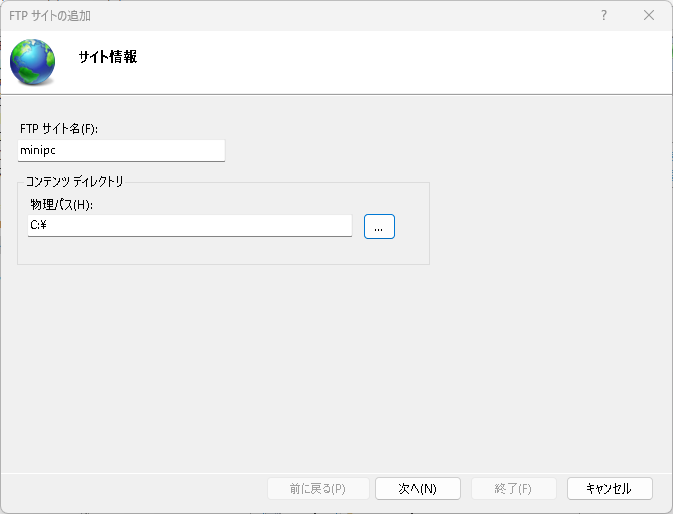 FTP サイトの追加
サイト情報
FTP サイト名(F):
minipc
コンテンツ ディレクトリ
物理パス(H):
C:¥
...
前に戻る(P)
次へ(N)
終了(F)
キャンセル